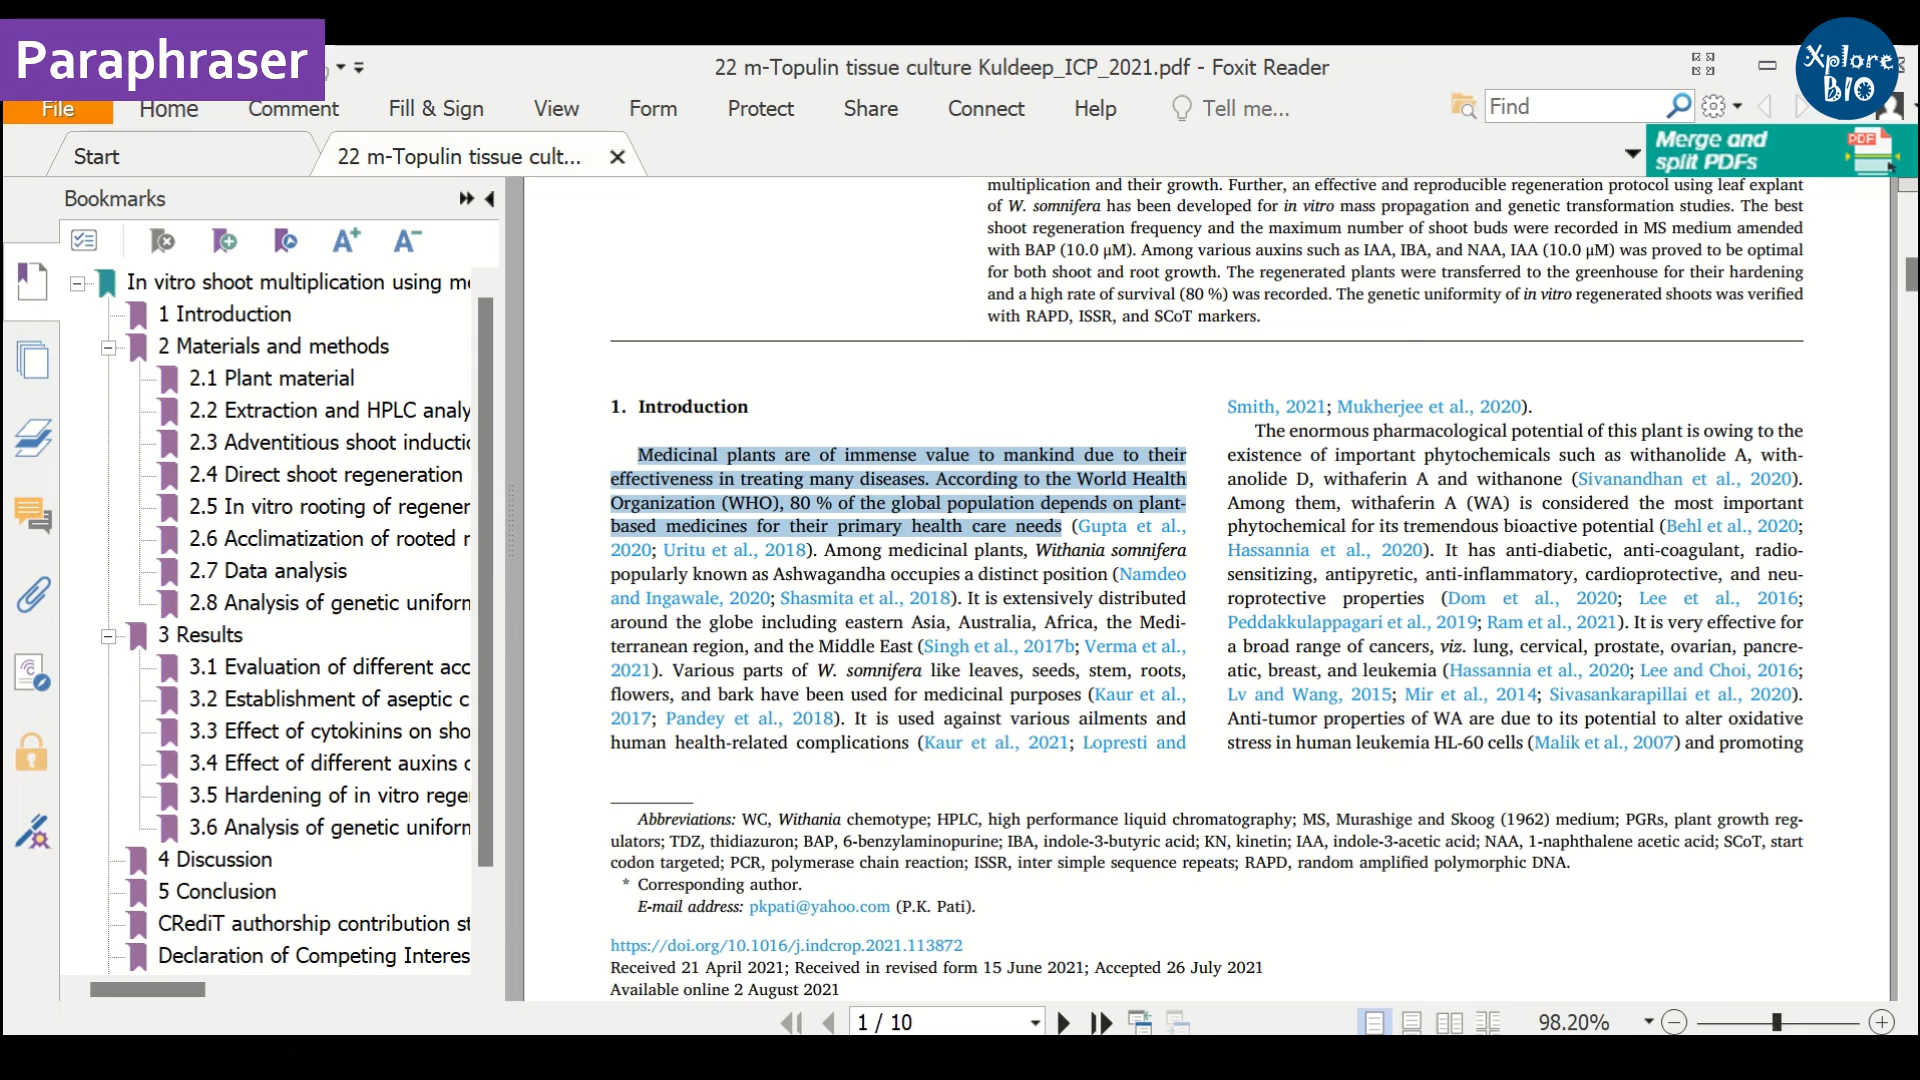 Paraphraser
22 m-Topulin tissue culture Kuldeep_ICP_2021.pdf - Foxit Reader
Xplore
BIO
File Home Comment Fill & Sign View Form Protect Share Connect Help Tell me... Find
Start
22 m-Topulin tissue cult...
Merge and
split PDFs
PDF
Bookmarks
In vitro shoot multiplication using me
1 Introduction
2 Materials and methods
2.1 Plant material
2.2 Extraction and HPLC analy
2.3 Adventitious shoot inductio
2.4 Direct shoot regeneration
2.5 In vitro rooting of regener
2.6 Acclimatization of rooted r
2.7 Data analysis
2.8 Analysis of genetic uniforn
3 Results
3.1 Evaluation of different acc
3.2 Establishment of aseptic c
3.3 Effect of cytokinins on sho
3.4 Effect of different auxins o
3.5 Hardening of in vitro rege
3.6 Analysis of genetic uniforn
4 Discussion
5 Conclusion
CRediT authorship contribution st
Declaration of Competing Interes
multiplication and their growth. Further, an effective and reproducible regeneration protocol using leaf explant
of W. somnifera has been developed for in vitro mass propagation and genetic transformation studies. The best
shoot regeneration frequency and the maximum number of shoot buds were recorded in MS medium amended
with BAP (10.0 μM). Among various auxins such as IAA, IBA, and NAA, IAA (10.0 μM) was proved to be optimal
for both shoot and root growth. The regenerated plants were transferred to the greenhouse for their hardening
and a high rate of survival (80 %) was recorded. The genetic uniformity of in vitro regenerated shoots was verified
with RAPD, ISSR, and SCoT markers.
1. Introduction
Medicinal plants are of immense value to mankind due to their
effectiveness in treating many diseases. According to the World Health
Organization (WHO), 80 % of the global population depends on plant-
based medicines for their primary health care needs (Gupta et al.,
2020; Uritu et al., 2018). Among medicinal plants, Withania somnifera
popularly known as Ashwagandha occupies a distinct position (Namdeo
and Ingawale, 2020; Shasmita et al., 2018). It is extensively distributed
around the globe including eastern Asia, Australia, Africa, the Medi-
terranean region, and the Middle East (Singh et al., 2017b; Verma et al.,
2021). Various parts of W. somnifera like leaves, seeds, stem, roots,
flowers, and bark have been used for medicinal purposes (Kaur et al.,
2017; Pandey et al., 2018). It is used against various ailments and
human health-related complications (Kaur et al., 2021; Lopresti and
Smith, 2021; Mukherjee et al., 2020).
The enormous pharmacological potential of this plant is owing to the
existence of important phytochemicals such as withanolide A, with-
anolide D, withaferin A and withanone (Sivanandhan et al., 2020).
Among them, withaferin A (WA) is considered the most important
phytochemical for its tremendous bioactive potential (Behl et al., 2020;
Hassannia et al., 2020). It has anti-diabetic, anti-coagulant, radio-
sensitizing, antipyretic, anti-inflammatory, cardioprotective, and neu-
roprotective properties (Dom et al., 2020; Lee et al., 2016;
Peddakkulappagari et al., 2019; Ram et al., 2021). It is very effective for
a broad range of cancers, viz. lung, cervical, prostate, ovarian, pancre-
atic, breast, and leukemia (Hassannia et al., 2020; Lee and Choi, 2016;
Lv and Wang, 2015; Mir et al., 2014; Sivasankarapillai et al., 2020).
Anti-tumor properties of WA are due to its potential to alter oxidative
stress in human leukemia HL-60 cells (Malik et al., 2007) and promoting
Abbreviations: WC, Withania chemotype; HPLC, high performance liquid chromatography; MS, Murashige and Skoog (1962) medium; PGRs, plant growth reg-
ulators; TDZ, thidiazuron; BAP, 6-benzylaminopurine; IBA, indole-3-butyric acid; KN, kinetin; IAA, indole-3-acetic acid; NAA, 1-naphthalene acetic acid; SCoT, start
codon targeted; PCR, polymerase chain reaction; ISSR, inter simple sequence repeats; RAPD, random amplified polymorphic DNA.
* Corresponding author.
E-mail address: pkpati@yahoo.com (P.K. Pati).
https://doi.org/10.1016/j.indcrop.2021.113872
Received 21 April 2021; Received in revised form 15 June 2021; Accepted 26 July 2021
Available online 2 August 2021
1 / 10
98.20%